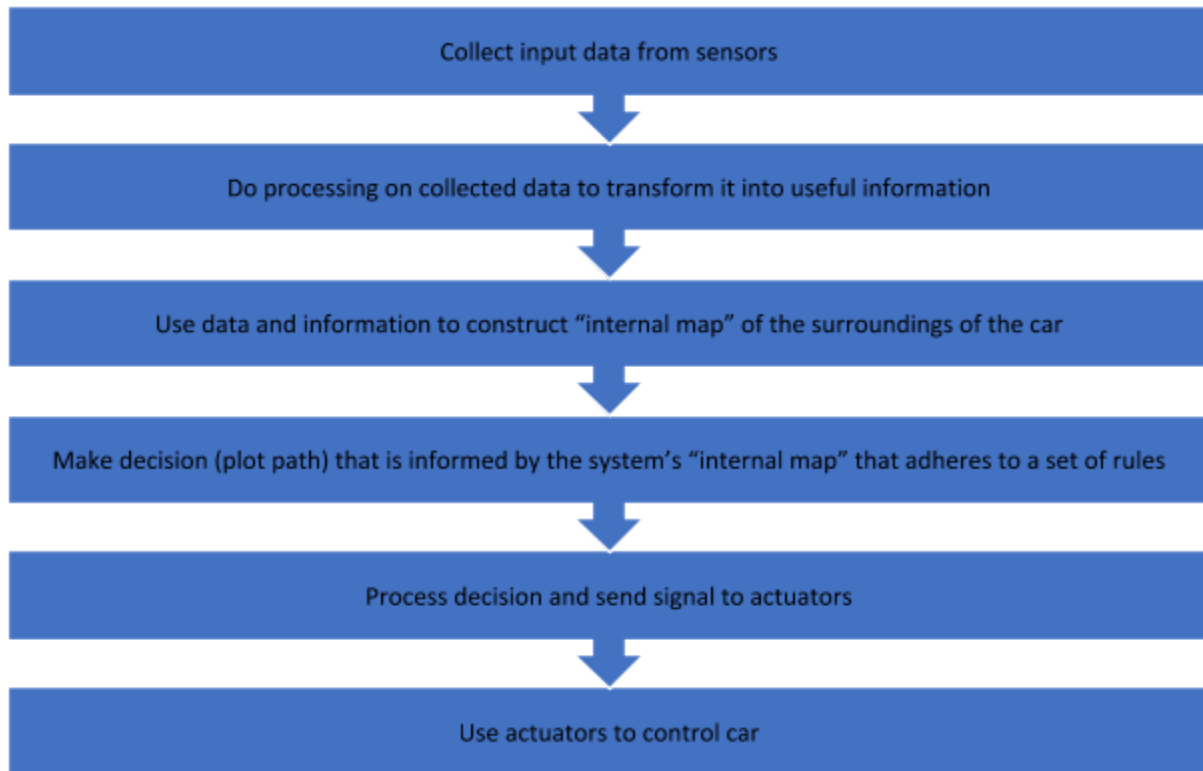 Collect input data from sensors
Do processing on collected data to transform it into useful information
Use data and information to construct “internal map” of the surroundings of the car
Make decision (plot path) that is informed by the system’s “internal map” that adheres to a set of rules
Process decision and send signal to actuators
Use actuators to control car